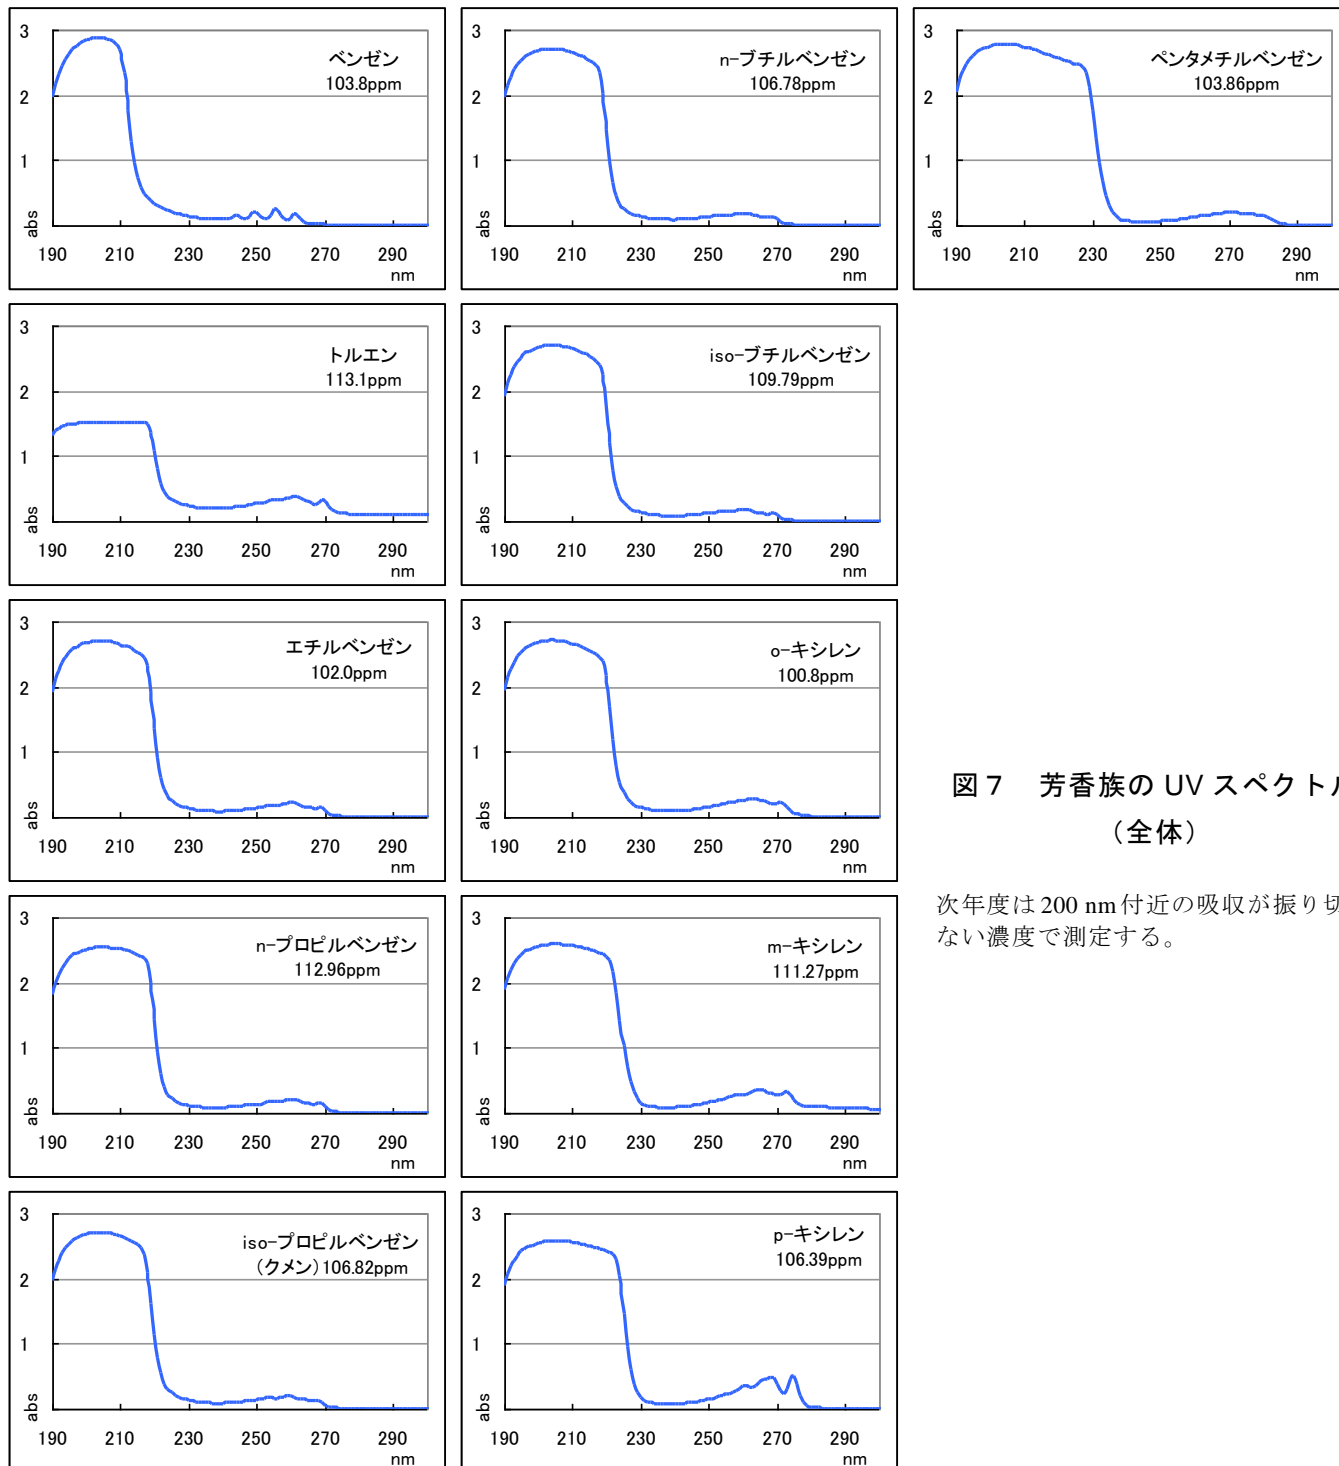 3
2
1
abs
ベンゼン
103.8ppm
190 210 230 250 270 290
nm
3
2
1
abs
n-ブチルベンゼン
106.78ppm
190 210 230 250 270 290
nm
3
2
1
abs
ペンタメチルベンゼン
103.86ppm
190 210 230 250 270 290
nm
3
2
1
abs
トルエン
113.1ppm
190 210 230 250 270 290
nm
3
2
1
abs
iso-ブチルベンゼン
109.79ppm
190 210 230 250 270 290
nm
3
2
1
abs
エチルベンゼン
102.0ppm
190 210 230 250 270 290
nm
3
2
1
abs
o-キシレン
100.8ppm
190 210 230 250 270 290
nm
図7 芳香族の UV スペクトル
（全体）
次年度は 200 nm付近の吸収が振り切
ない濃度で測定する。
3
2
1
abs
n-プロピルベンゼン
112.96ppm
190 210 230 250 270 290
nm
3
2
1
abs
m-キシレン
111.27ppm
190 210 230 250 270 290
nm
3
2
1
abs
iso-プロピルベンゼン
（クメン）106.82ppm
190 210 230 250 270 290
nm
3
2
1
abs
p-キシレン
106.39ppm
190 210 230 250 270 290
nm